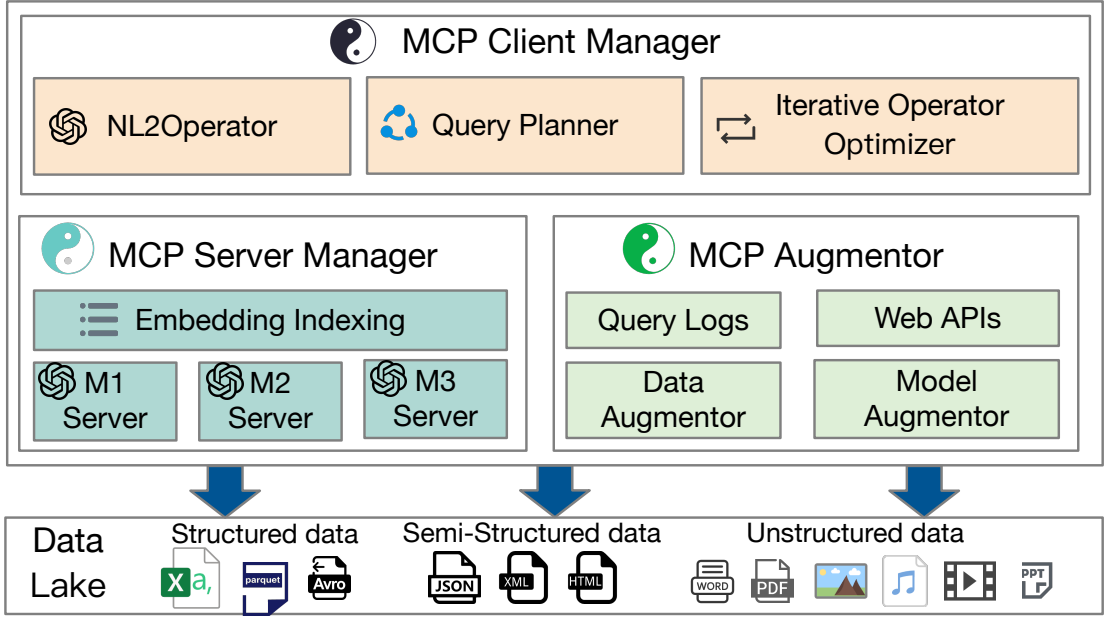 MCP Client Manager
NL2Operator
Query Planner
Iterative Operator
Optimizer
MCP Server Manager
Embedding Indexing
M1
Server
M2
Server
M3
Server
MCP Augmentor
Query Logs
Web APIs
Data
Augmentor
Model
Augmentor
Data
Lake
Structured data
X a,
parquet
Avro
Semi-Structured data
JSON
XML
HTML
Unstructured data
WORD
PDF
PPT